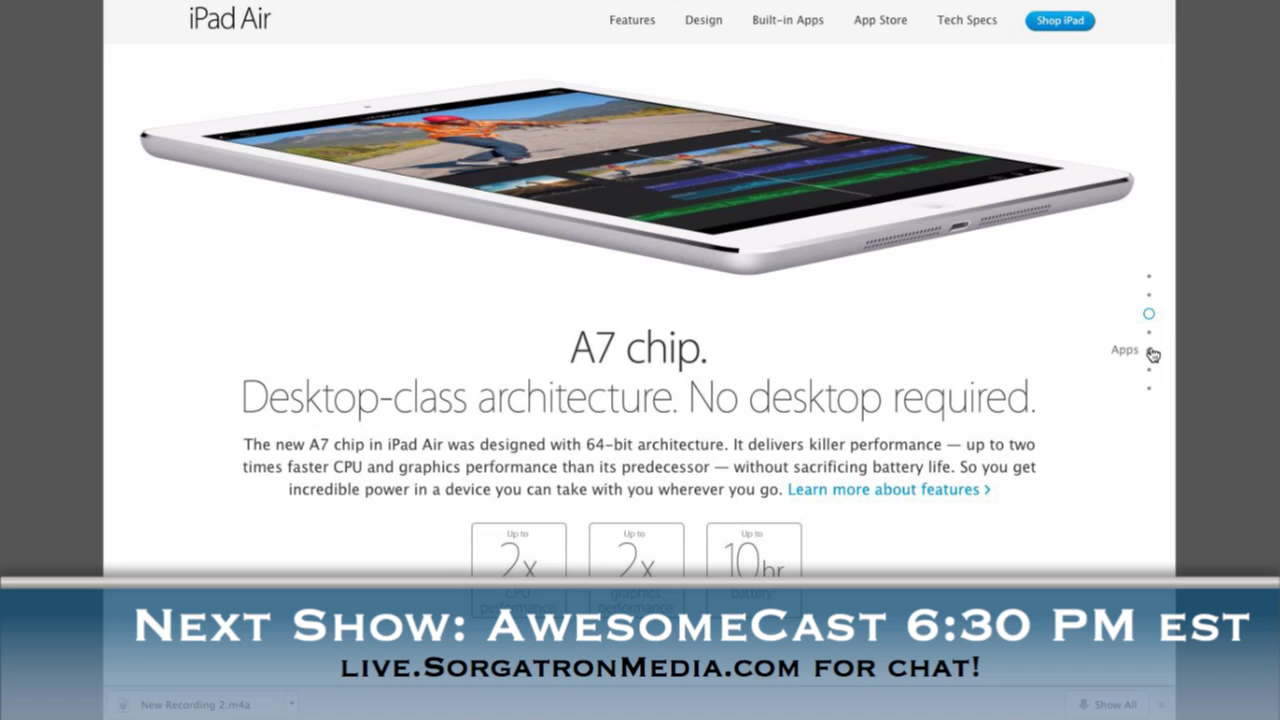 iPad Air
Features Design Built-in Apps App Store Tech Specs Shop iPad
Apps
A7 chip.
Desktop-class architecture. No desktop required.
The new A7 chip in iPad Air was designed with 64-bit architecture. It delivers killer performance — up to two
times faster CPU and graphics performance than its predecessor — without sacrificing battery life. So you get
incredible power in a device you can take with you wherever you go. Learn more about features >
Up to Up to Up to
2x 2x 10hr
CPU graphics battery
performance performance
Next Show: AwesomeCast 6:30 PM est
live.SorgatronMedia.com for chat!
New Recording 2.m4a Show All